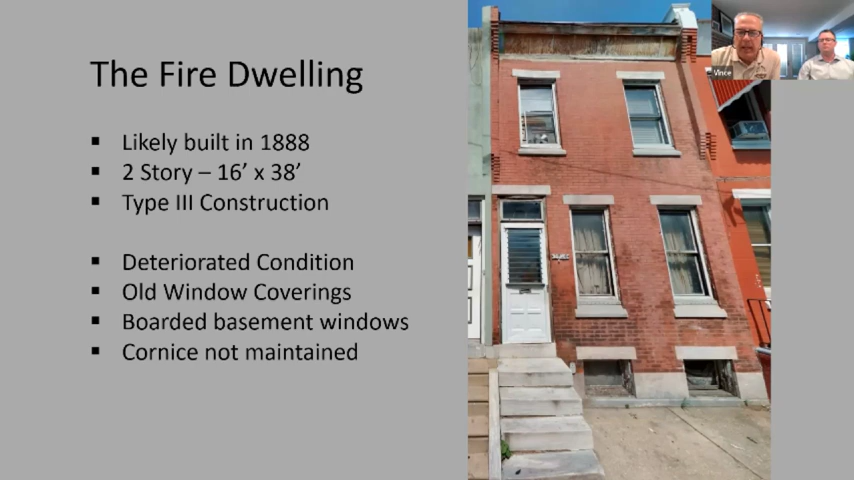 The Fire Dwelling
▪ Likely built in 1888
▪ 2 Story – 16’ x 38’
▪ Type III Construction
▪ Deteriorated Condition
▪ Old Window Coverings
▪ Boarded basement windows
▪ Cornice not maintained
Vince